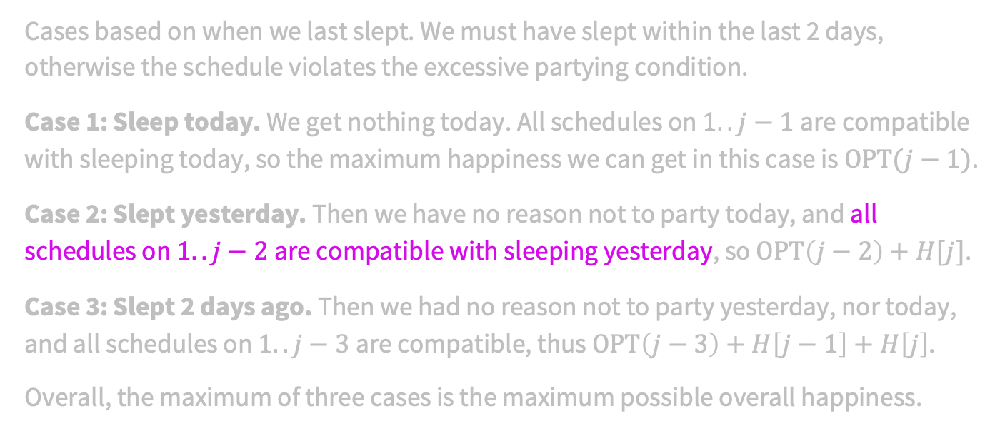 Cases based on when we last slept. We must have slept within the last 2 days,
otherwise the schedule violates the excessive partying condition.
Case 1: Sleep today. We get nothing today. All schedules on 1..j − 1 are compatible
with sleeping today, so the maximum happiness we can get in this case is OPT(j − 1).
Case 2: Slept yesterday. Then we have no reason not to party today, and all
schedules on 1..j − 2 are compatible with sleeping yesterday, so OPT(j − 2) + H[j].
Case 3: Slept 2 days ago. Then we had no reason not to party yesterday, nor today,
and all schedules on 1..j − 3 are compatible, thus OPT(j − 3) + H[j − 1] + H[j].
Overall, the maximum of three cases is the maximum possible overall happiness.